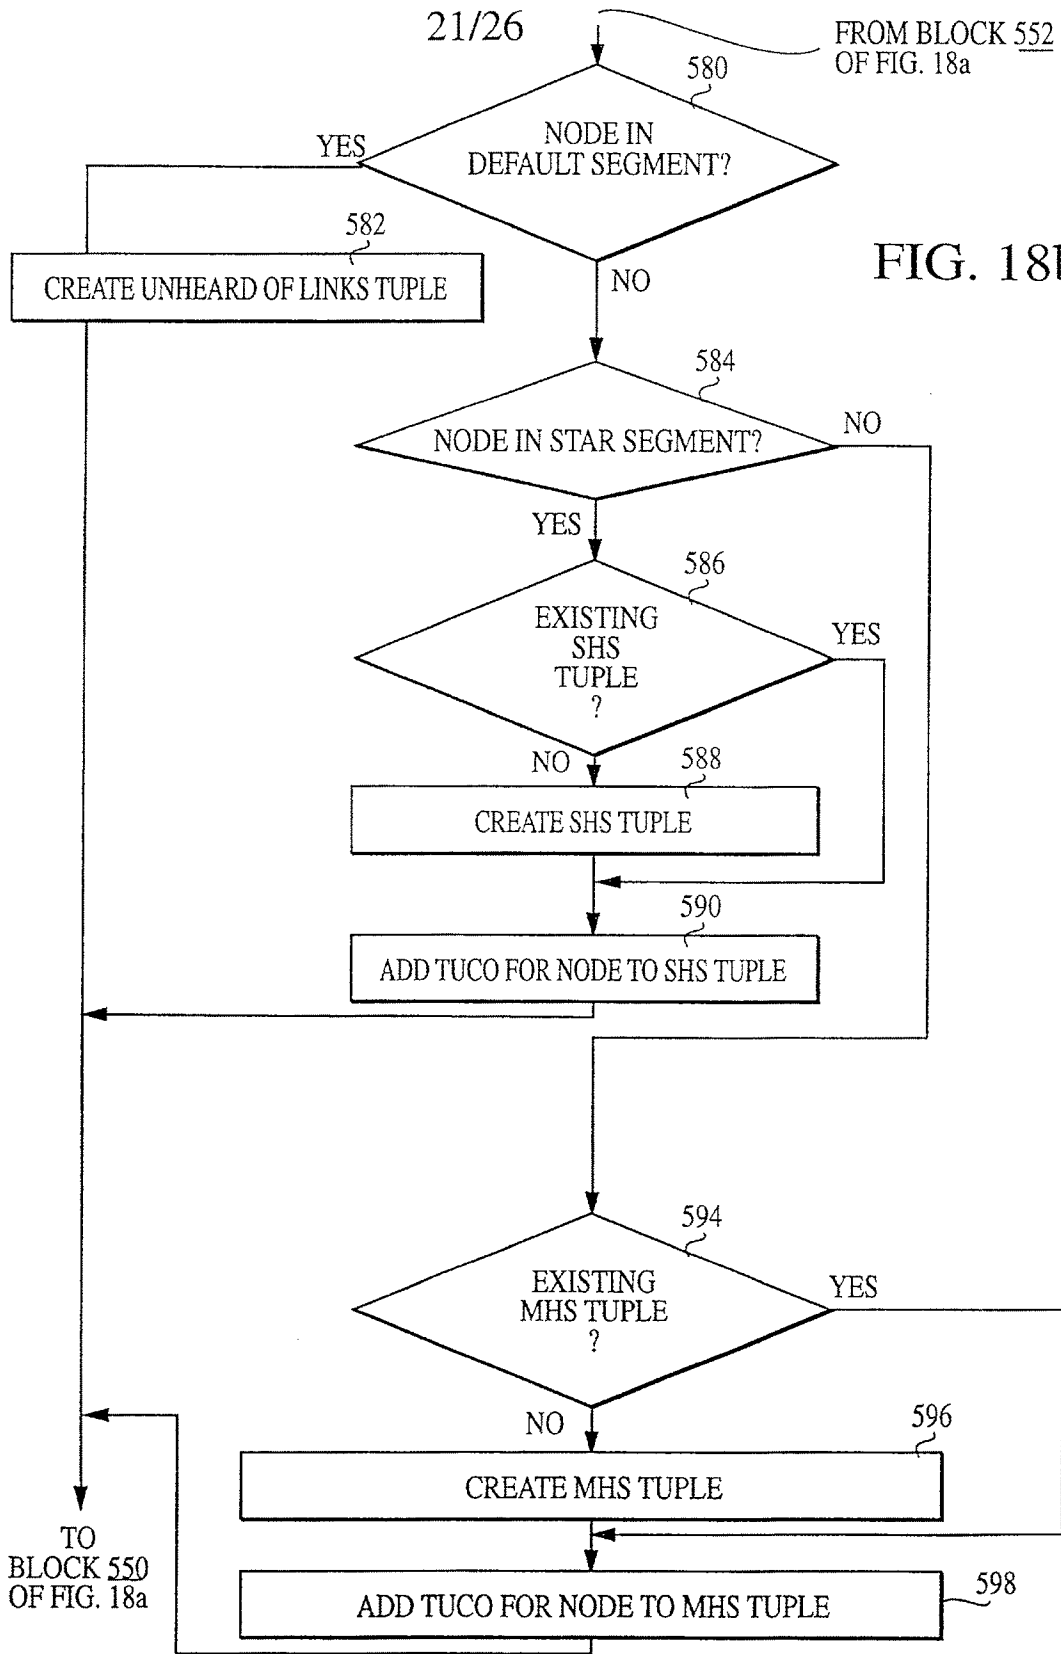 21/26
FROM BLOCK 552
OF FIG. 18a
580
NODE IN
DEFAULT SEGMENT?
YES
582
CREATE UNHEARD OF LINKS TUPLE
NO
FIG. 18b
584
NODE IN STAR SEGMENT?
NO
YES
586
EXISTING
SHS
TUPLE
?
YES
NO
588
CREATE SHS TUPLE
590
ADD TUCO FOR NODE TO SHS TUPLE
594
EXISTING
MHS TUPLE
?
YES
NO
596
CREATE MHS TUPLE
598
ADD TUCO FOR NODE TO MHS TUPLE
TO
BLOCK 550
OF FIG. 18a